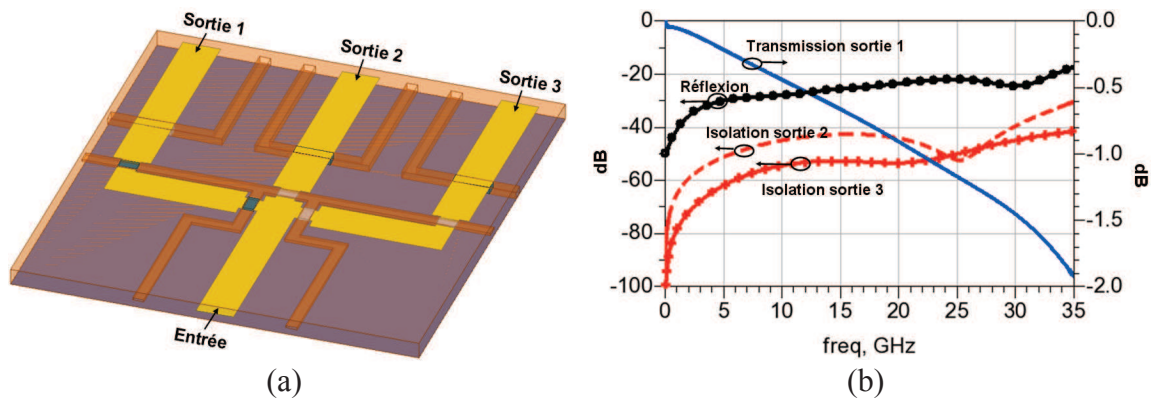 Sortie 1
Sortie 2
Sortie 3
Entrée
(a)
0
-20
-40
-60
-80
-100
dB
0.0
-0.5
-1.0
-1.5
-2.0
dB
Transmission sortie 1
Réflexion
Isolation sortie 2
Isolation sortie 3
0 5 10 15 20 25 30 35
freq, GHz
(b)